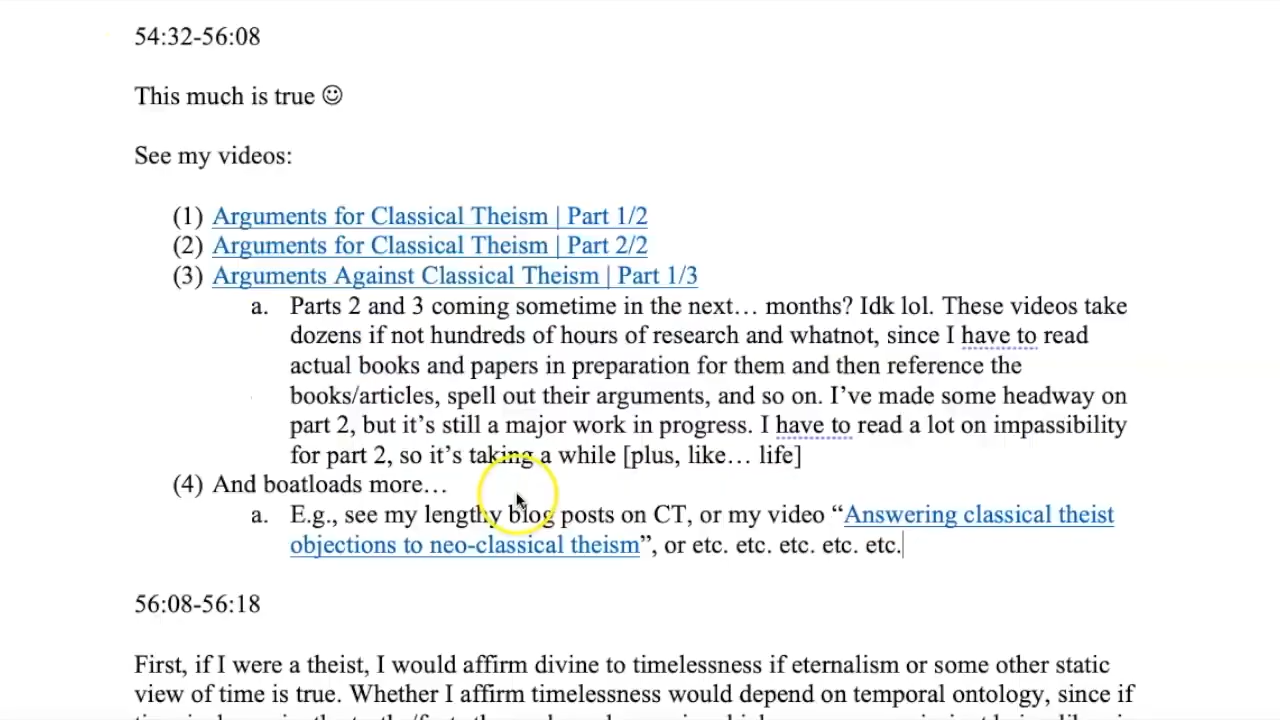 54:32-56:08
This much is true ☺
See my videos:
(1) Arguments for Classical Theism | Part 1/2
(2) Arguments for Classical Theism | Part 2/2
(3) Arguments Against Classical Theism | Part 1/3
a. Parts 2 and 3 coming sometime in the next… months? Idk lol. These videos take
dozens if not hundreds of hours of research and whatnot, since I have to read
actual books and papers in preparation for them and then reference the
books/articles, spell out their arguments, and so on. I’ve made some headway on
part 2, but it’s still a major work in progress. I have to read a lot on impassibility
for part 2, so it’s taking a while [plus, like… life]
(4) And boatloads more…
a. E.g., see my lengthy blog posts on CT, or my video “Answering classical theist
objections to neo-classical theism”, or etc. etc. etc. etc. etc.
56:08-56:18
First, if I were a theist, I would affirm divine to timelessness if eternalism or some other static
view of time is true. Whether I affirm timelessness would depend on temporal ontology, since if